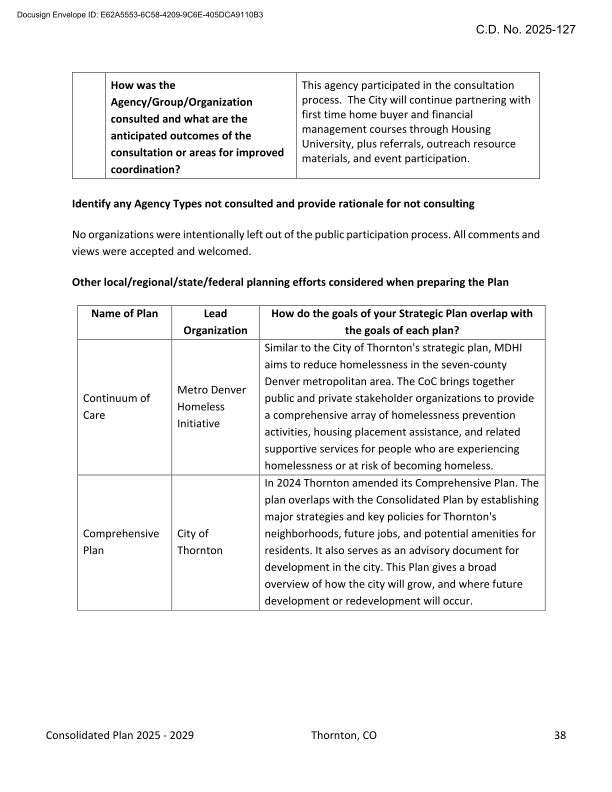 Docusign Envelope ID: E62A5553-6C58-4209-9C6E-405DCA9110B3
C.D. No. 2025-127
How was the
Agency/Group/Organization
consulted and what are the
anticipated outcomes of the
consultation or areas for improved
coordination?
This agency participated in the consultation
process.  The City will continue partnering with
first time home buyer and financial
management courses through Housing
University, plus referrals, outreach resource
materials, and event participation.
Identify any Agency Types not consulted and provide rationale for not consulting
No organizations were intentionally left out of the public participation process. All comments and
views were accepted and welcomed.
Other local/regional/state/federal planning efforts considered when preparing the Plan
Name of Plan
Lead
Organization
How do the goals of your Strategic Plan overlap with
the goals of each plan?
Continuum of
Care
Metro Denver
Homeless
Initiative
Similar to the City of Thornton's strategic plan, MDHI
aims to reduce homelessness in the seven-county
Denver metropolitan area. The CoC brings together
public and private stakeholder organizations to provide
a comprehensive array of homelessness prevention
activities, housing placement assistance, and related
supportive services for people who are experiencing
homelessness or at risk of becoming homeless.
Comprehensive
Plan
City of
Thornton
In 2024 Thornton amended its Comprehensive Plan. The
plan overlaps with the Consolidated Plan by establishing
major strategies and key policies for Thornton's
neighborhoods, future jobs, and potential amenities for
residents. It also serves as an advisory document for
development in the city. This Plan gives a broad
overview of how the city will grow, and where future
development or redevelopment will occur.
Consolidated Plan 2025 - 2029
Thornton, CO
38